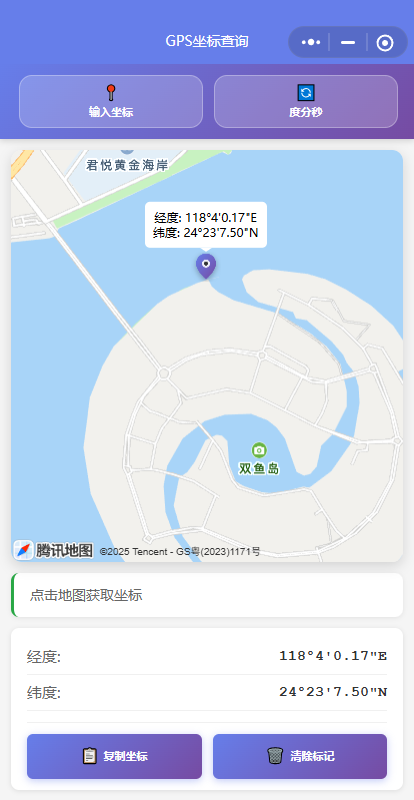 GPS坐标查询
输入坐标
度分秒
君悦黄金海岸
经度: 118°4'0.17"E
纬度: 24°23'7.50"N
双鱼岛
腾讯地图 ©2025 Tencent - GS粤(2023)1171号
点击地图获取坐标
经度: 118°4'0.17"E
纬度: 24°23'7.50"N
复制坐标
清除标记